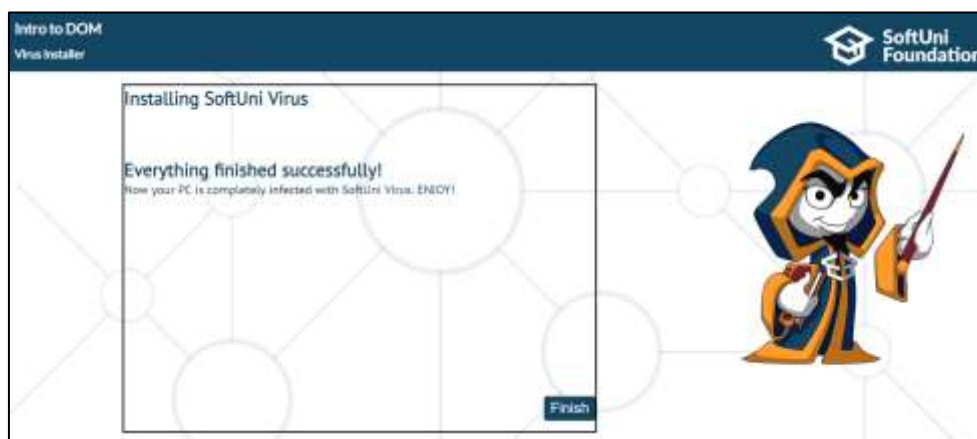 Intro to DOM
Virus Installer
SoftUni
Foundation
Installing SoftUni Virus
Everything finished successfully!
Now your PC is completely infected with SoftUni Virus. ENJOY!
Finish